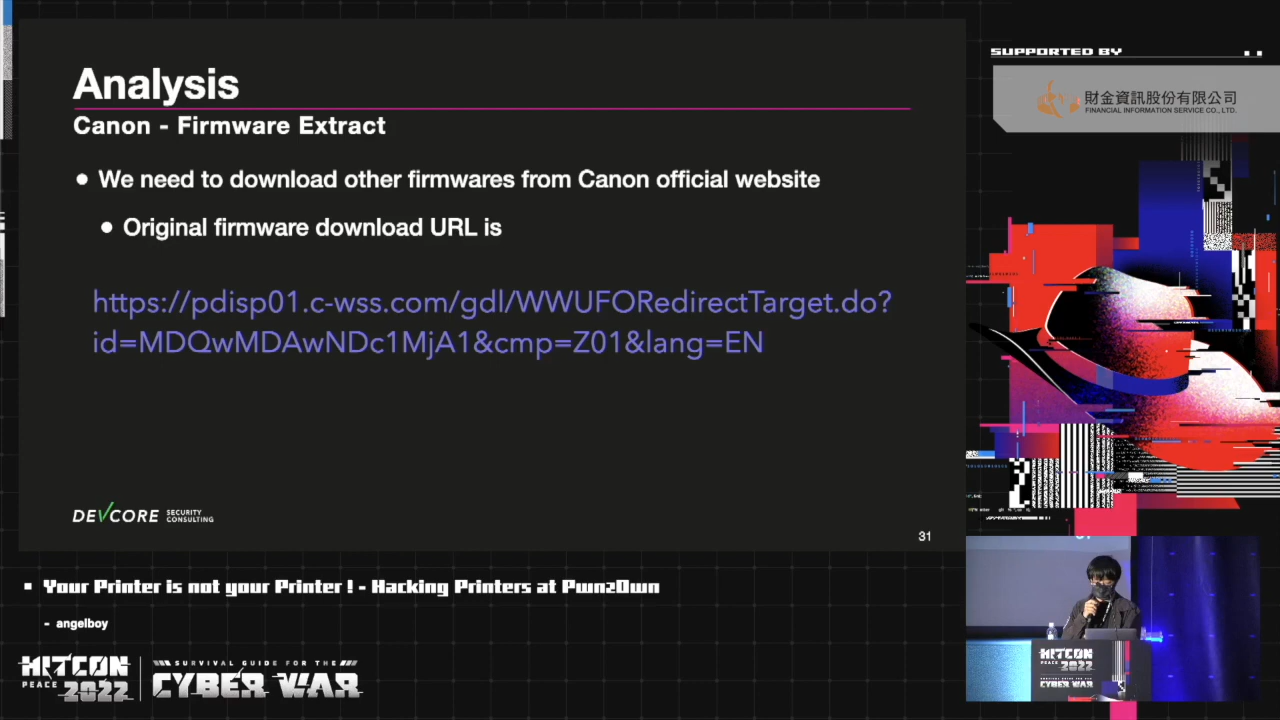 Analysis
Canon - Firmware Extract
• We need to download other firmwares from Canon official website
• Original firmware download URL is
https://pdisp01.c-wss.com/gdl/WWUFORedirectTarget.do?
id=MDQwMDAwNDc1MjA1&cmp=Z01&lang=EN
DEVCORE SECURITY CONSULTING
31
SUPPORTED BY
財金資訊股份有限公司
FINANCIAL INFORMATION SERVICE CO., LTD.
Your Printer is not your Printer ! - Hacking Printers at Pwn2Own
- angelboy
HITCON
PEACE 2022
SURVIVAL GUIDE FOR THE
CYBER WAR
HITCON
PEACE 2022
CYBER WAR